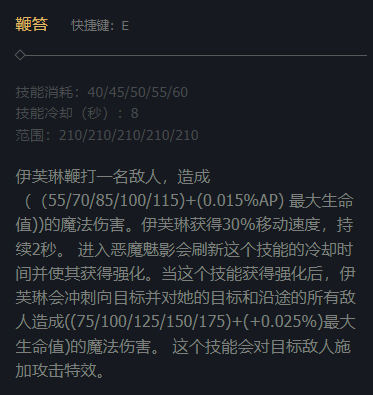 鞭笞 快捷键：E
技能消耗：40/45/50/55/60
技能冷却（秒）：8
范围：210/210/210/210/210
伊芙琳鞭打一名敌人，造成
（（55/70/85/100/115)+(0.015%AP) 最大生命
值))的魔法伤害。伊芙琳获得30%移动速度，持
续2秒。 进入恶魔魅影会刷新这个技能的冷却时
间并使其获得强化。当这个技能获得强化后，伊
芙琳会冲刺向目标并对她的目标和沿途的所有敌
人造成((75/100/125/150/175)+(+0.025%)最大
生命值)的魔法伤害。 这个技能会对目标敌人施
加攻击特效。